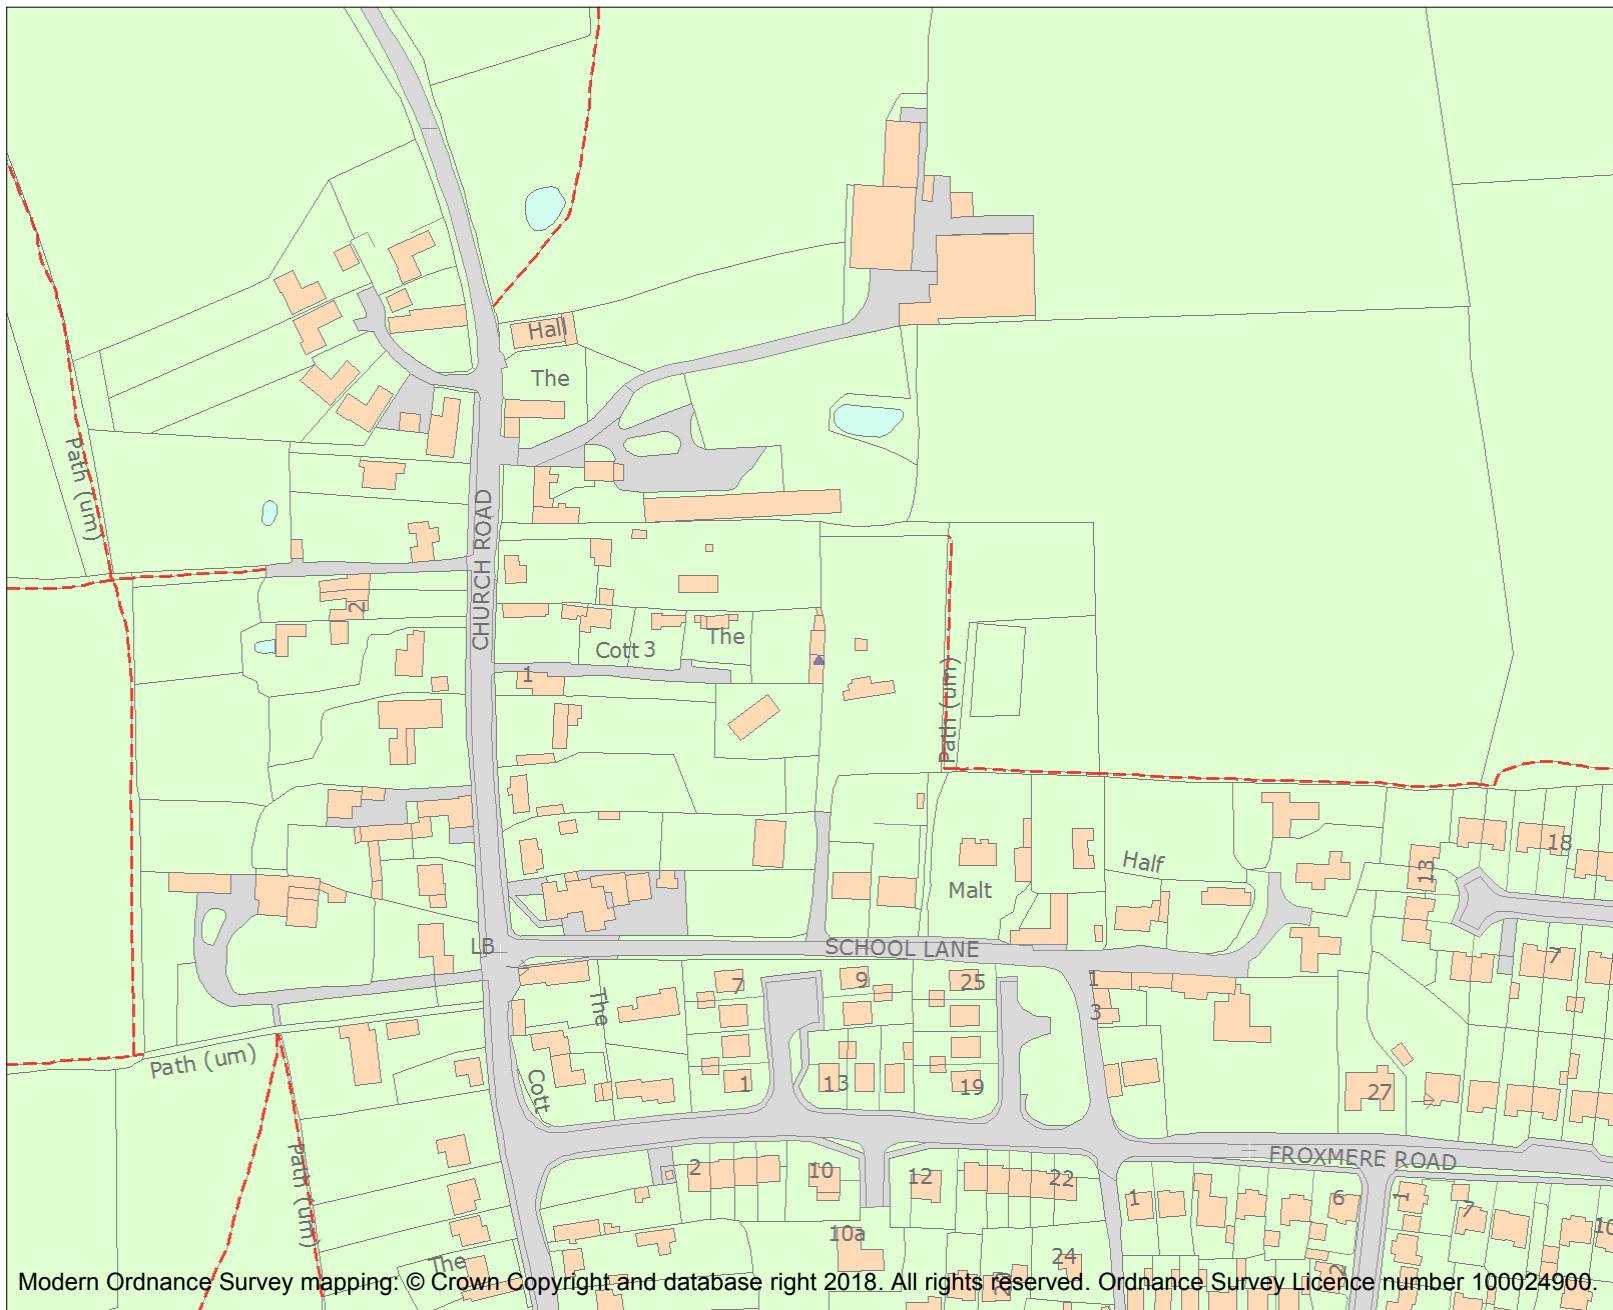 Hall
The
Path (um)
CHURCH ROAD
2
Cott 3
The
1
Path (um)
18
13
Half
Malt
LB
SCHOOL LANE
7
7
9
25
1
3
The
Path (um)
Cott
1
13
19
27
Path (um)
FROXMERE ROAD
2
10
12
22
1
6
1
7
10a
The
24
2
Modern Ordnance Survey mapping: © Crown Copyright and database right 2018. All rights reserved. Ordnance Survey Licence number 100024900.